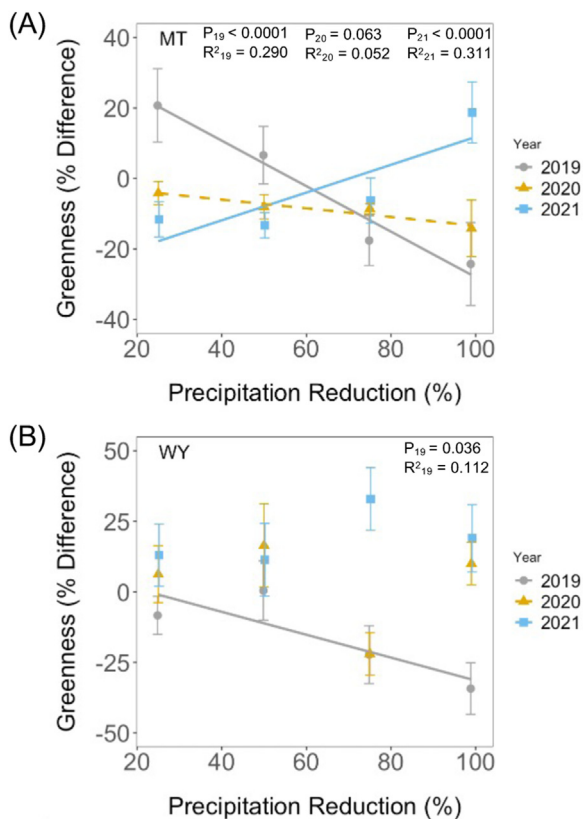 (A)
MT
P19 < 0.0001 P20 = 0.063 P21 < 0.0001
R²19 = 0.290 R²20 = 0.052 R²21 = 0.311
40
20
0
-20
-40
Greenness (% Difference)
20 40 60 80 100
Precipitation Reduction (%)
Year
2019
2020
2021
(B)
WY
P19 = 0.036
R²19 = 0.112
50
25
0
-25
-50
Greenness (% Difference)
20 40 60 80 100
Precipitation Reduction (%)
Year
2019
2020
2021